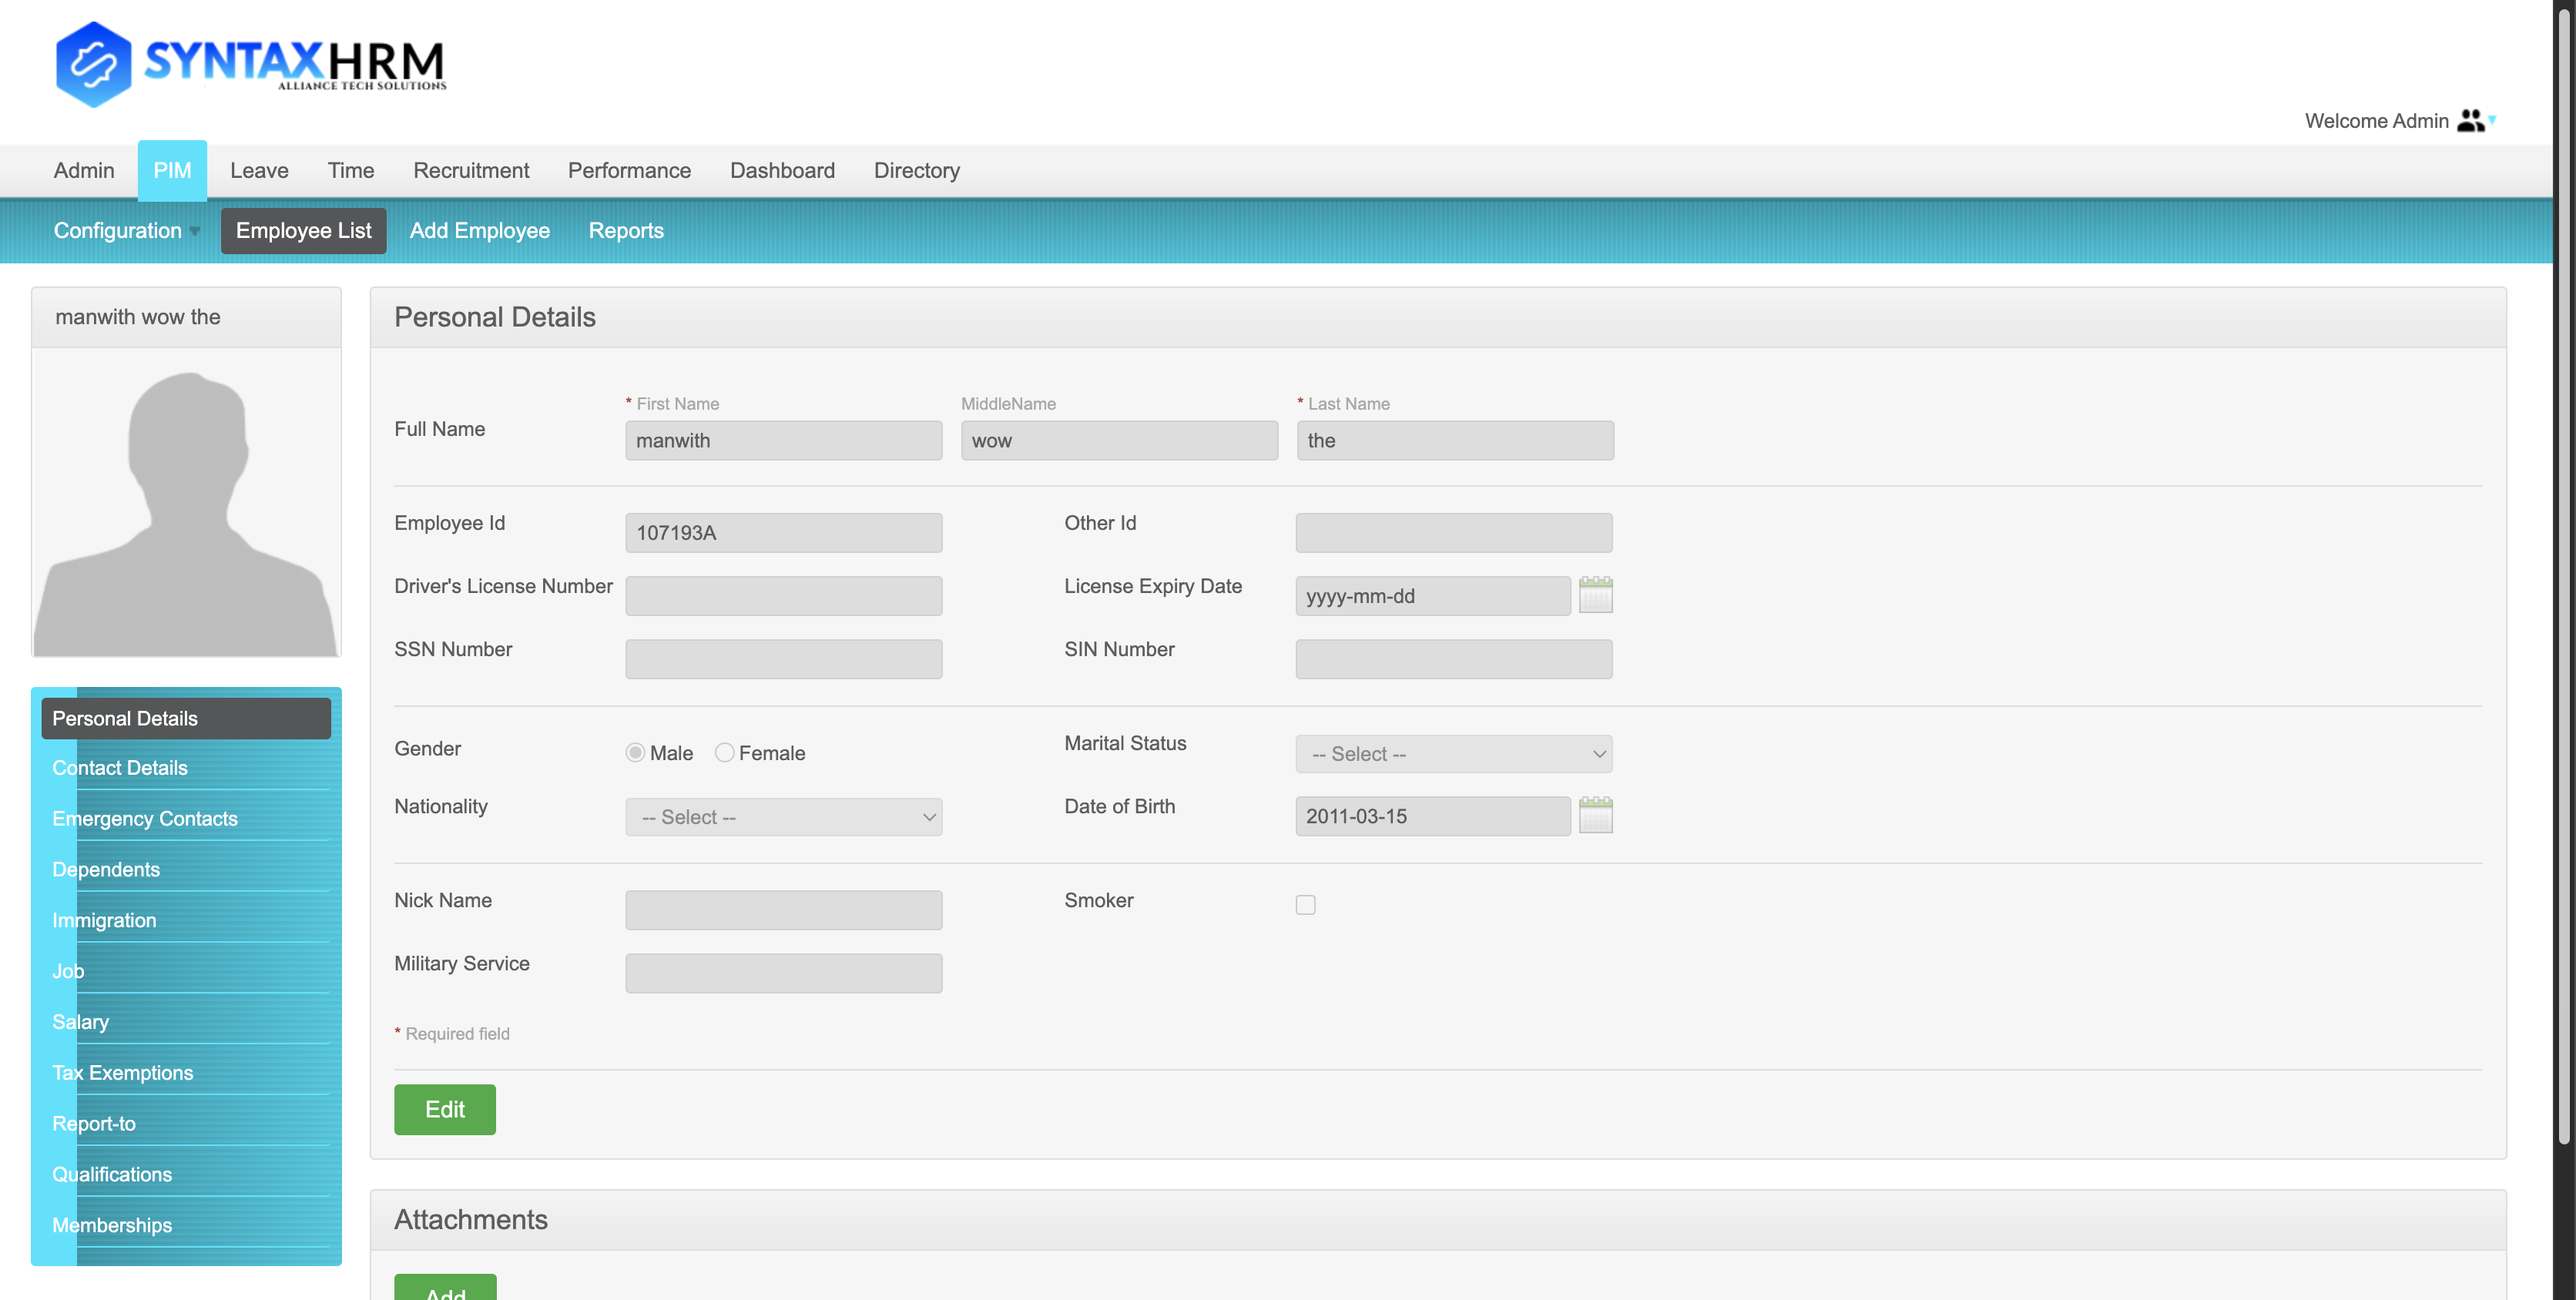 SYNTAXHRM
ALLIANCE TECH SOLUTIONS
Welcome Admin
Admin PIM Leave Time Recruitment Performance Dashboard Directory
Configuration Employee List Add Employee Reports
manwith wow the
Personal Details
Contact Details
Emergency Contacts
Dependents
Immigration
Job
Salary
Tax Exemptions
Report-to
Qualifications
Memberships
Personal Details
* First Name MiddleName * Last Name
Full Name manwith wow the
Employee Id 107193A Other Id
Driver's License Number License Expiry Date yyyy-mm-dd
SSN Number SIN Number
Gender Male Female Marital Status -- Select --
Nationality -- Select -- Date of Birth 2011-03-15
Nick Name Smoker
Military Service
* Required field
Edit
Attachments
Add